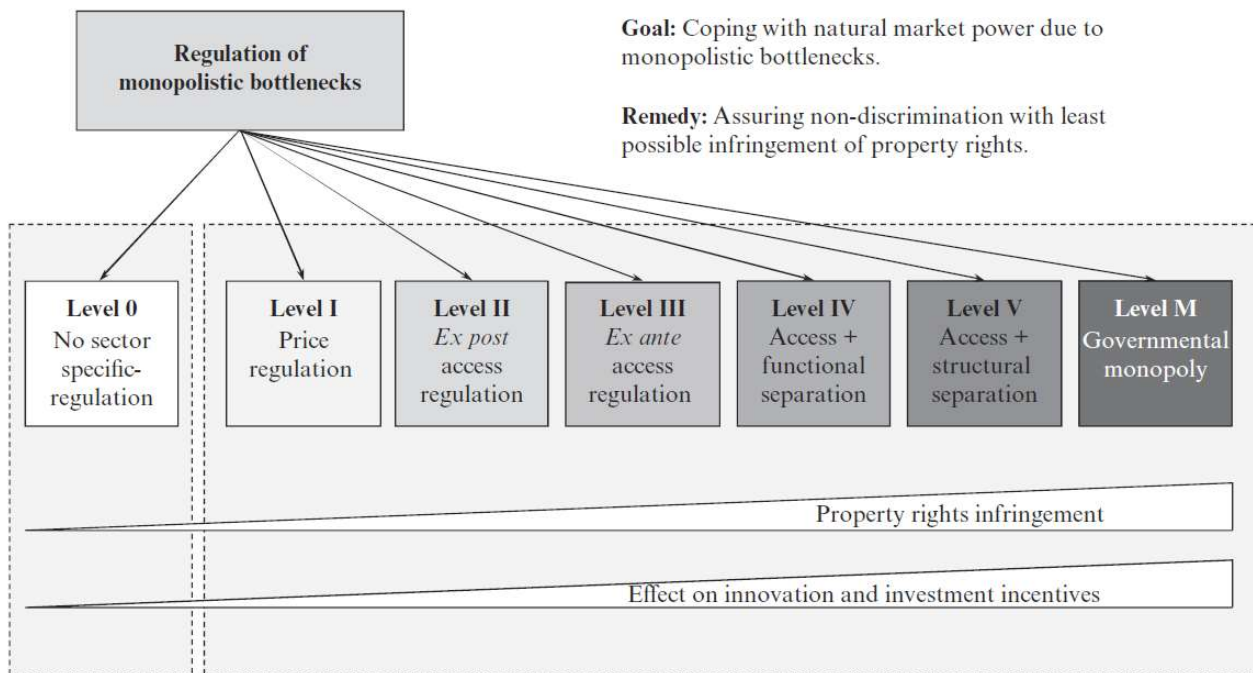 Regulation of
monopolistic bottlenecks
Goal: Coping with natural market power due to
monopolistic bottlenecks.
Remedy: Assuring non-discrimination with least
possible infringement of property rights.
Level 0
No sector
specific-
regulation
Level I
Price
regulation
Level II
Ex post
access
regulation
Level III
Ex ante
access
regulation
Level IV
Access +
functional
separation
Level V
Access +
structural
separation
Level M
Governmental
monopoly
Property rights infringement
Effect on innovation and investment incentives